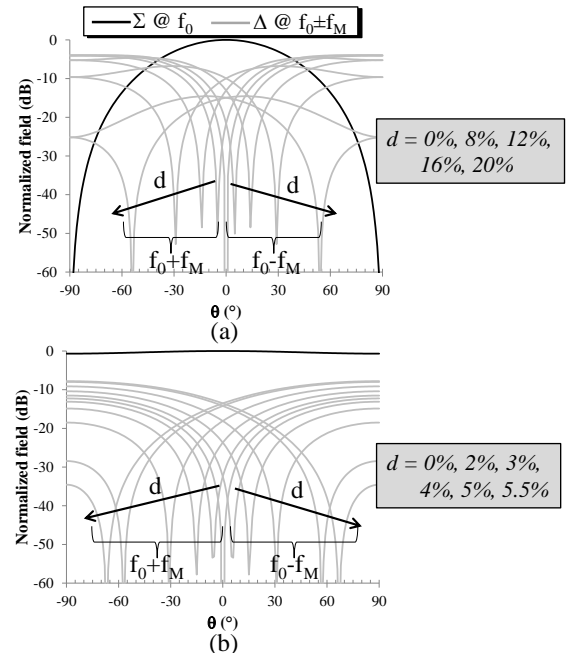 Σ @ f0 Δ @ f0±fM
0
-10
-20
-30
-40
-50
-60
Normalized field (dB)
d d
f0+fM f0-fM
-90 -60 -30 0 30 60 90
θ (°)
(a)
d = 0%, 8%, 12%,
16%, 20%
0
-10
-20
-30
-40
-50
-60
Normalized field (dB)
d d
f0+fM f0-fM
-90 -60 -30 0 30 60 90
θ (°)
(b)
d = 0%, 2%, 3%,
4%, 5%, 5.5%